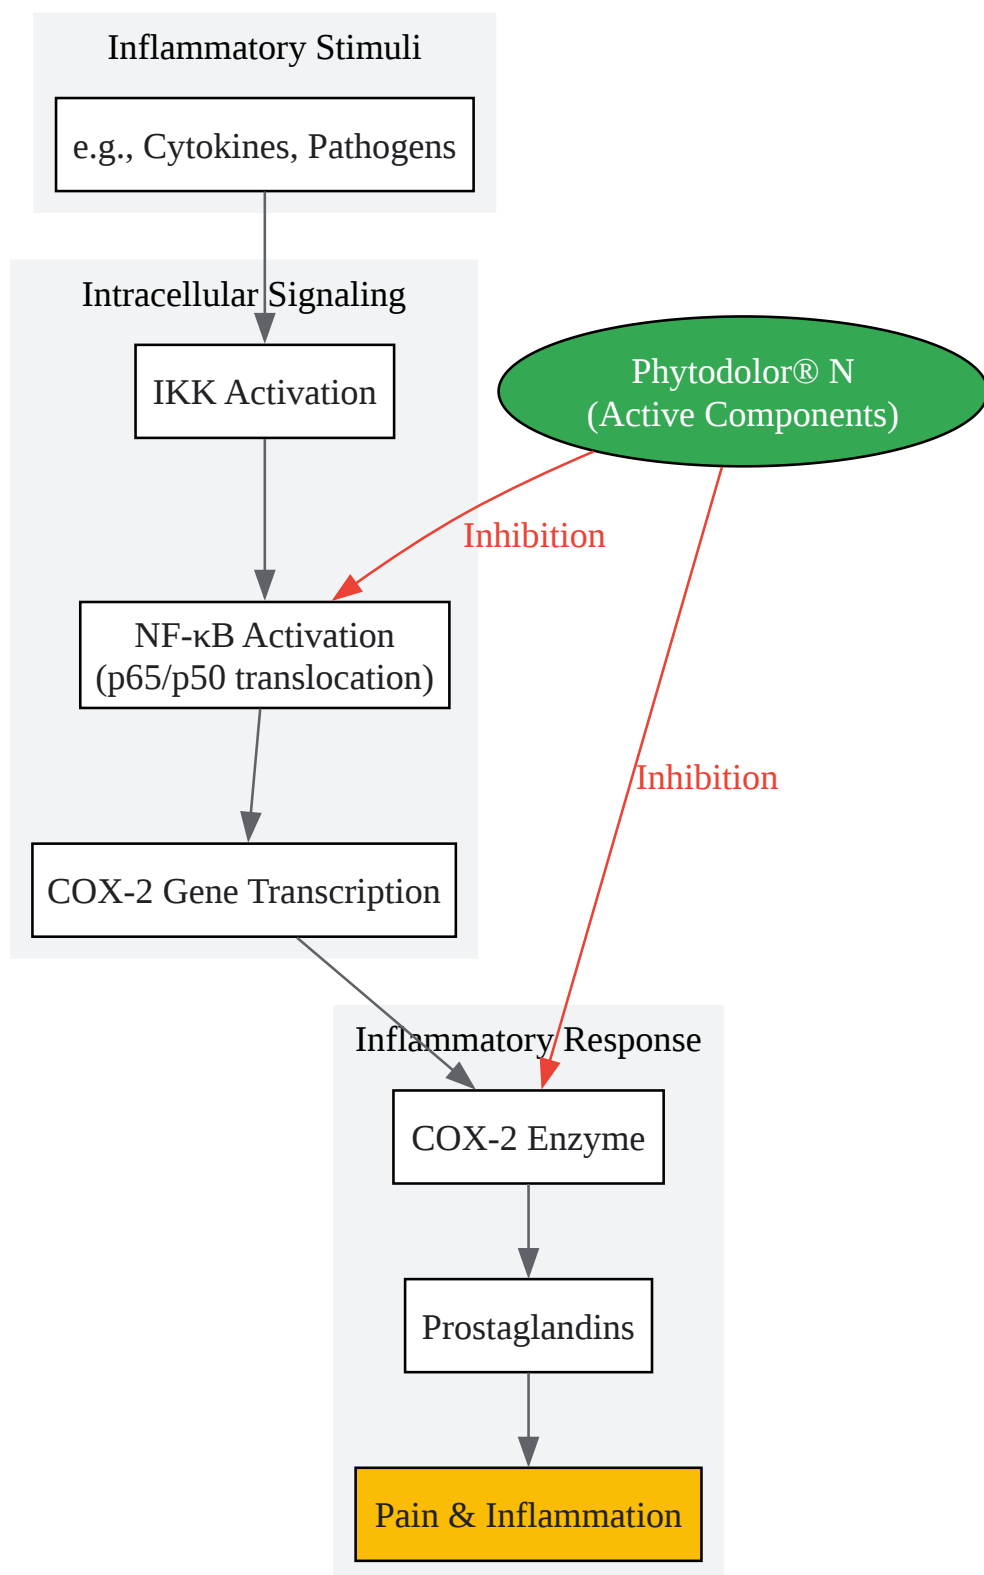 Inflammatory Stimuli
e.g., Cytokines, Pathogens
Intracellular Signaling
IKK Activation
Phytodolor® N
(Active Components)
Inhibition
NF-κB Activation
(p65/p50 translocation)
Inhibition
COX-2 Gene Transcription
Inflammatory Response
COX-2 Enzyme
Prostaglandins
Pain & Inflammation